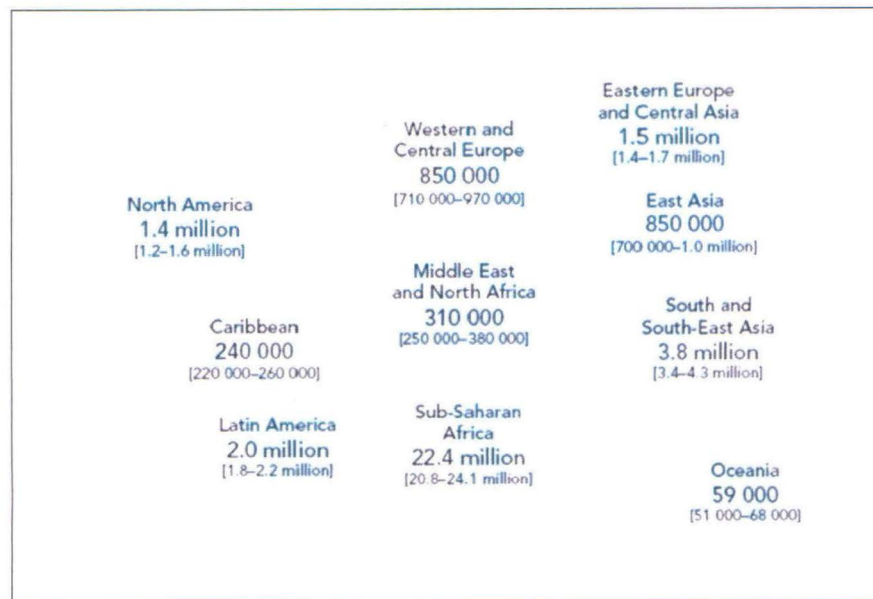 Eastern Europe
and Central Asia
1.5 million
[1.4–1.7 million]
Western and
Central Europe
850 000
[710 000–970 000]
North America
1.4 million
[1.2–1.6 million]
East Asia
850 000
[700 000–1.0 million]
Middle East
and North Africa
310 000
[250 000–380 000]
Caribbean
240 000
[220 000–260 000]
South and
South-East Asia
3.8 million
[3.4–4.3 million]
Latin America
2.0 million
[1.8–2.2 million]
Sub-Saharan
Africa
22.4 million
[20.8–24.1 million]
Oceania
59 000
[51 000–68 000]